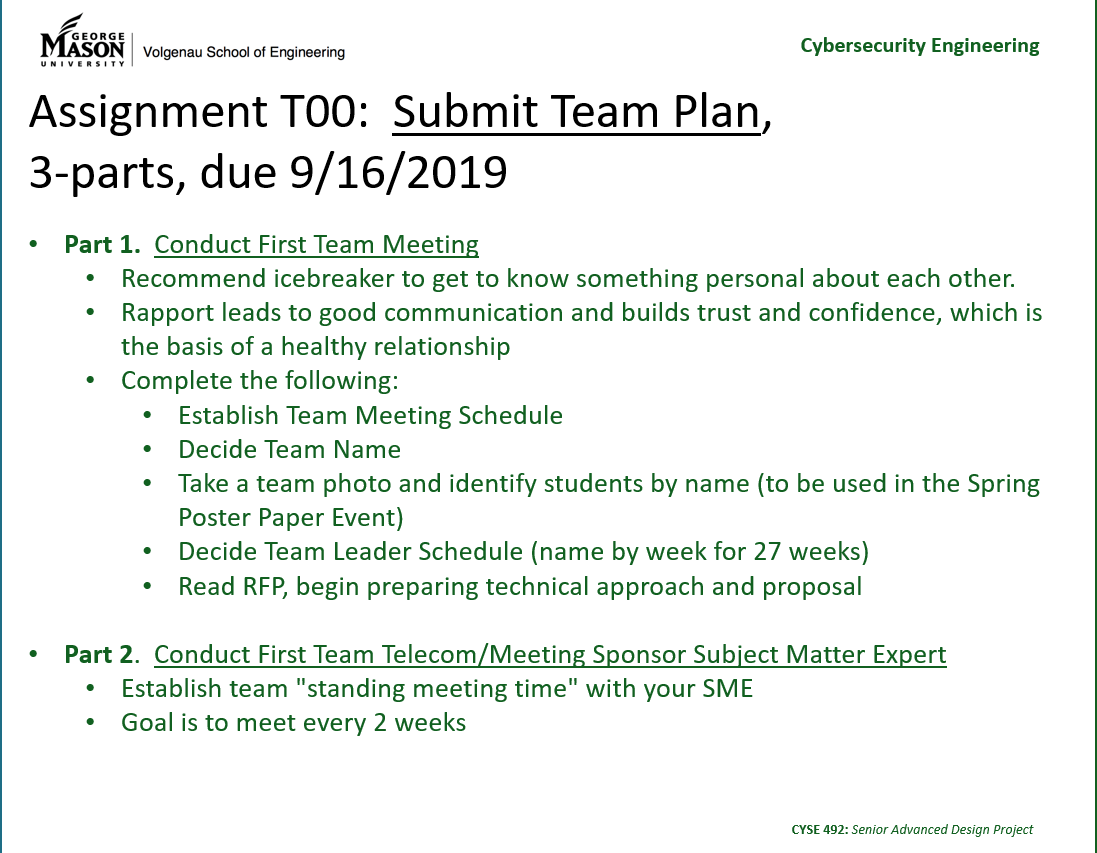 GEORGE
MASON
UNIVERSITY
Volgenau School of Engineering
Cybersecurity Engineering
Assignment T00:  Submit Team Plan,
3-parts, due 9/16/2019
• Part 1.  Conduct First Team Meeting
• Recommend icebreaker to get to know something personal about each other.
• Rapport leads to good communication and builds trust and confidence, which is
the basis of a healthy relationship
• Complete the following:
• Establish Team Meeting Schedule
• Decide Team Name
• Take a team photo and identify students by name (to be used in the Spring
Poster Paper Event)
• Decide Team Leader Schedule (name by week for 27 weeks)
• Read RFP, begin preparing technical approach and proposal
• Part 2.  Conduct First Team Telecom/Meeting Sponsor Subject Matter Expert
• Establish team "standing meeting time" with your SME
• Goal is to meet every 2 weeks
CYSE 492: Senior Advanced Design Project